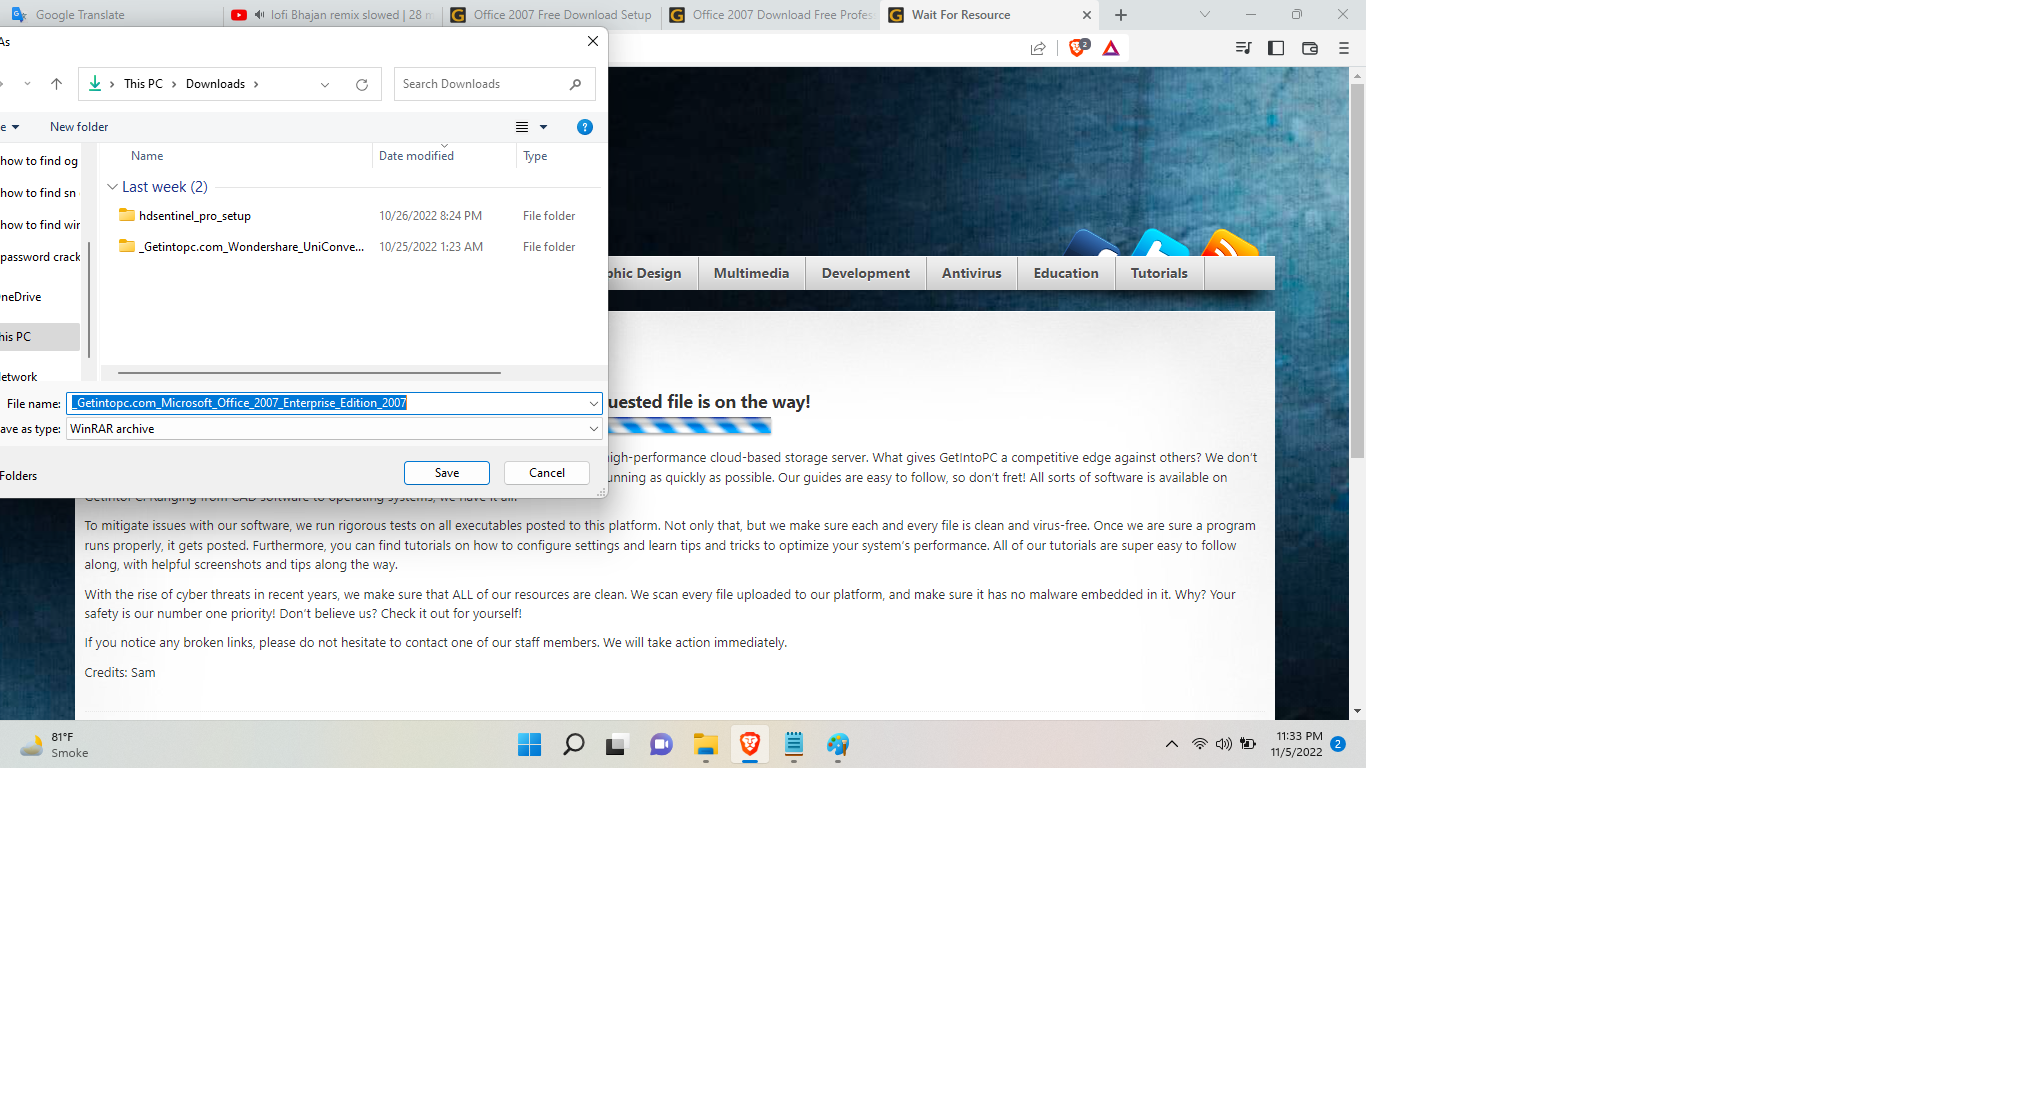 Google Translate
lofi Bhajan remix slowed | 28 m
Office 2007 Free Download Setup
Office 2007 Download Free Profes
Wait For Resource
As
2
This PC
Downloads
Search Downloads
New folder
Name
Date modified
Type
how to find og
how to find sn
how to find wir
password crack
neDrive
his PC
etwork
Last week (2)
hdsentinel_pro_setup
10/26/2022 8:24 PM
File folder
_Getintopc.com_Wondershare_UniConve...
10/25/2022 1:23 AM
File folder
phic Design
Multimedia
Development
Antivirus
Education
Tutorials
File name:
_Getintopc.com_Microsoft_Office_2007_Enterprise_Edition_2007
ave as type:
WinRAR archive
Folders
Save
Cancel
uested file is on the way!
igh-performance cloud-based storage server. What gives GetIntoPC a competitive edge against others? We don't
unning as quickly as possible. Our guides are easy to follow, so don't fret! All sorts of software is available on
GetIntoPC. Ranging from CAD software to operating systems, we have it all.
To mitigate issues with our software, we run rigorous tests on all executables posted to this platform. Not only that, but we make sure each and every file is clean and virus-free. Once we are sure a program
runs properly, it gets posted. Furthermore, you can find tutorials on how to configure settings and learn tips and tricks to optimize your system's performance. All of our tutorials are super easy to follow
along, with helpful screenshots and tips along the way.
With the rise of cyber threats in recent years, we make sure that ALL of our resources are clean. We scan every file uploaded to our platform, and make sure it has no malware embedded in it. Why? Your
safety is our number one priority! Don't believe us? Check it out for yourself!
If you notice any broken links, please do not hesitate to contact one of our staff members. We will take action immediately.
Credits: Sam
81°F
Smoke
11:33 PM
11/5/2022
2